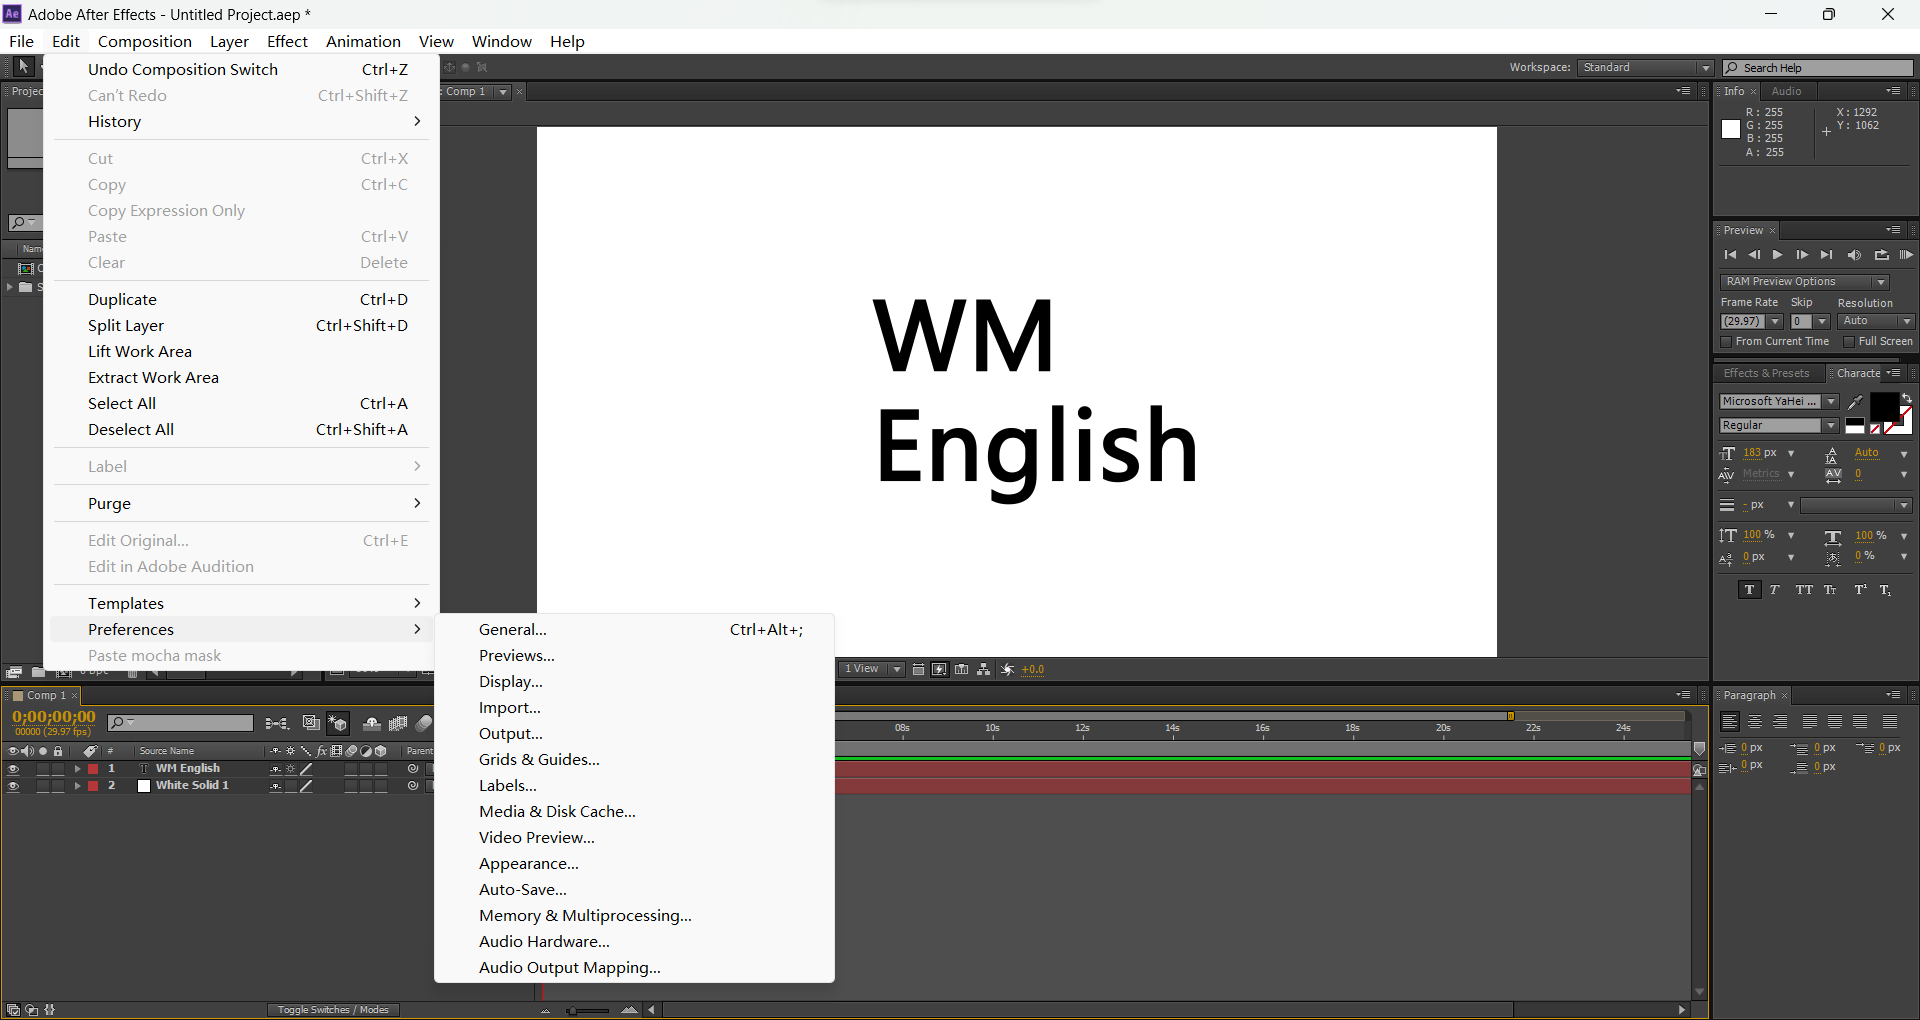 Adobe After Effects - Untitled Project.aep *
File Edit Composition Layer Effect Animation View Window Help
Workspace: Standard Search Help
Undo Composition Switch Ctrl+Z
Can't Redo Ctrl+Shift+Z
History
Cut Ctrl+X
Copy Ctrl+C
Copy Expression Only
Paste Ctrl+V
Clear Delete
Duplicate Ctrl+D
Split Layer Ctrl+Shift+D
Lift Work Area
Extract Work Area
Select All Ctrl+A
Deselect All Ctrl+Shift+A
Label
Purge
Edit Original... Ctrl+E
Edit in Adobe Audition
Templates
Preferences
Paste mocha mask
General... Ctrl+Alt+;
Previews...
Display...
Import...
Output...
Grids & Guides...
Labels...
Media & Disk Cache...
Video Preview...
Appearance...
Auto-Save...
Memory & Multiprocessing...
Audio Hardware...
Audio Output Mapping...
: Comp 1
WM
English
1 View +0.0
Info Audio
R: 255 X: 1292
G: 255 Y: 1062
B: 255
A: 255
Preview
RAM Preview Options
Frame Rate Skip Resolution
(29.97) 0 Auto
From Current Time Full Screen
Effects & Presets Characte
Microsoft YaHei ...
Regular
183 px Auto
Metrics 0
- px
100 % 100 %
0 px 0 %
Paragraph
0 px 0 px 0 px
0 px 0 px
Comp 1
0;00;00;00
00000 (29.97 fps)
# Source Name Parent
1 WM English
2 White Solid 1
08s 10s 12s 14s 16s 18s 20s 22s 24s
Toggle Switches / Modes